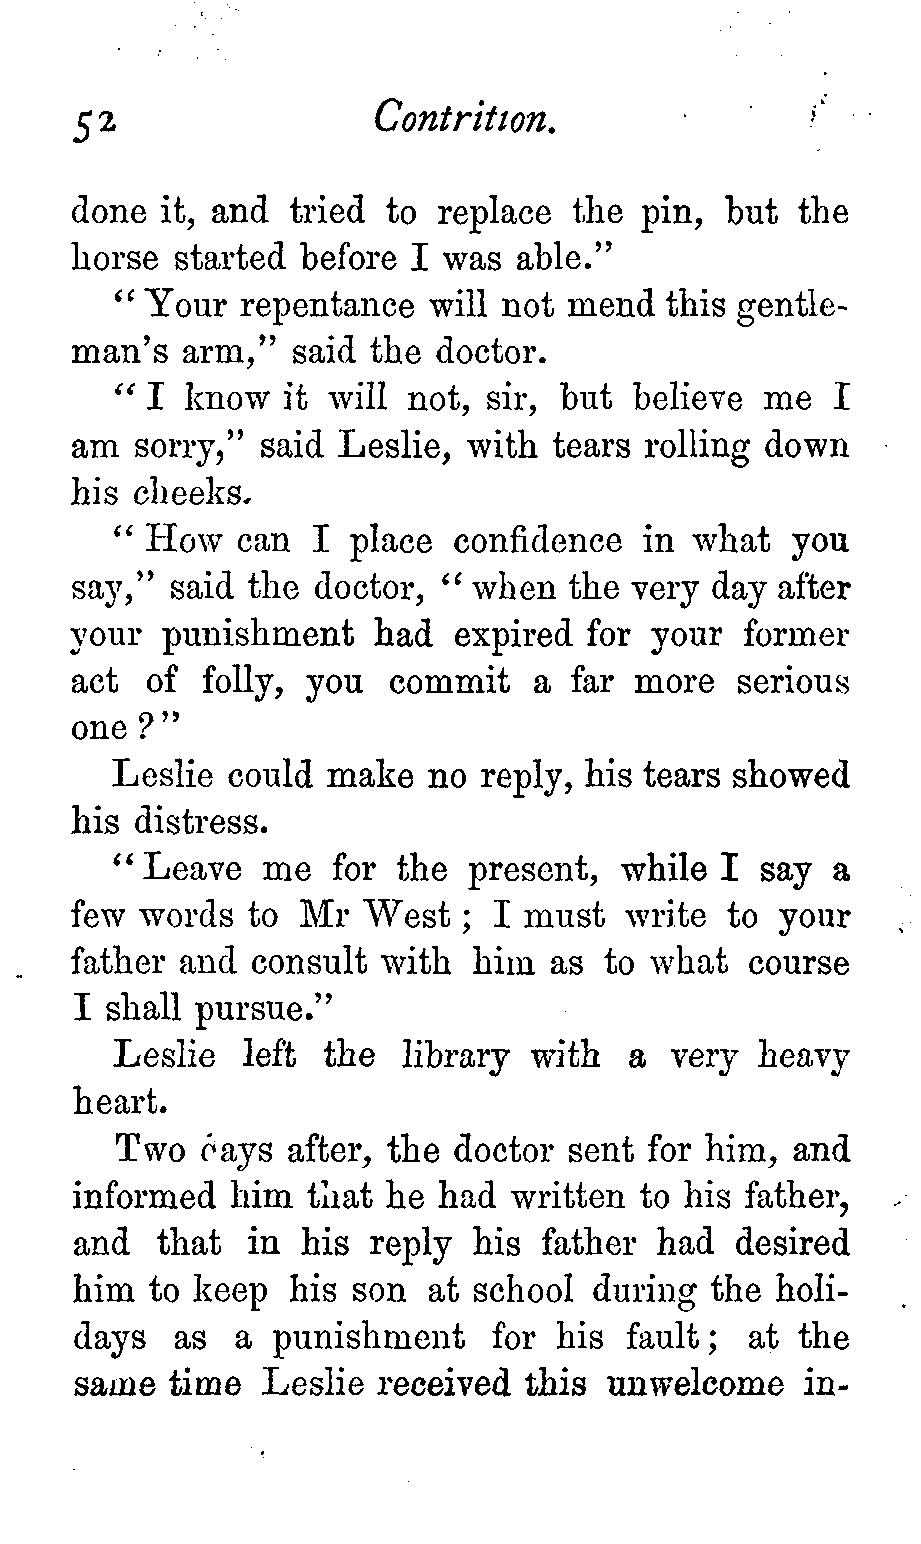 52 Contrition.
done it, and tried to replace the pin, but the
horse started before I was able."
"Your repentance will not mend this gentle-
man's arm," said the doctor.
"I know it will not, sir, but believe me I
am sorry," said Leslie, with tears rolling down
his cheeks.
"How can I place confidence in what you
say," said the doctor, "when the very day after
your punishment had expired for your former
act of folly, you commit a far more serious
one?"
Leslie could make no reply, his tears showed
his distress.
"Leave me for the present, while I say a
few words to Mr West; I must write to your
father and consult with him as to what course
I shall pursue."
Leslie left the library with a very heavy
heart.
Two days after, the doctor sent for him, and
informed him that he had written to his father,
and that in his reply his father had desired
him to keep his son at school during the holi-
days as a punishment for his fault; at the
same time Leslie received this unwelcome in-